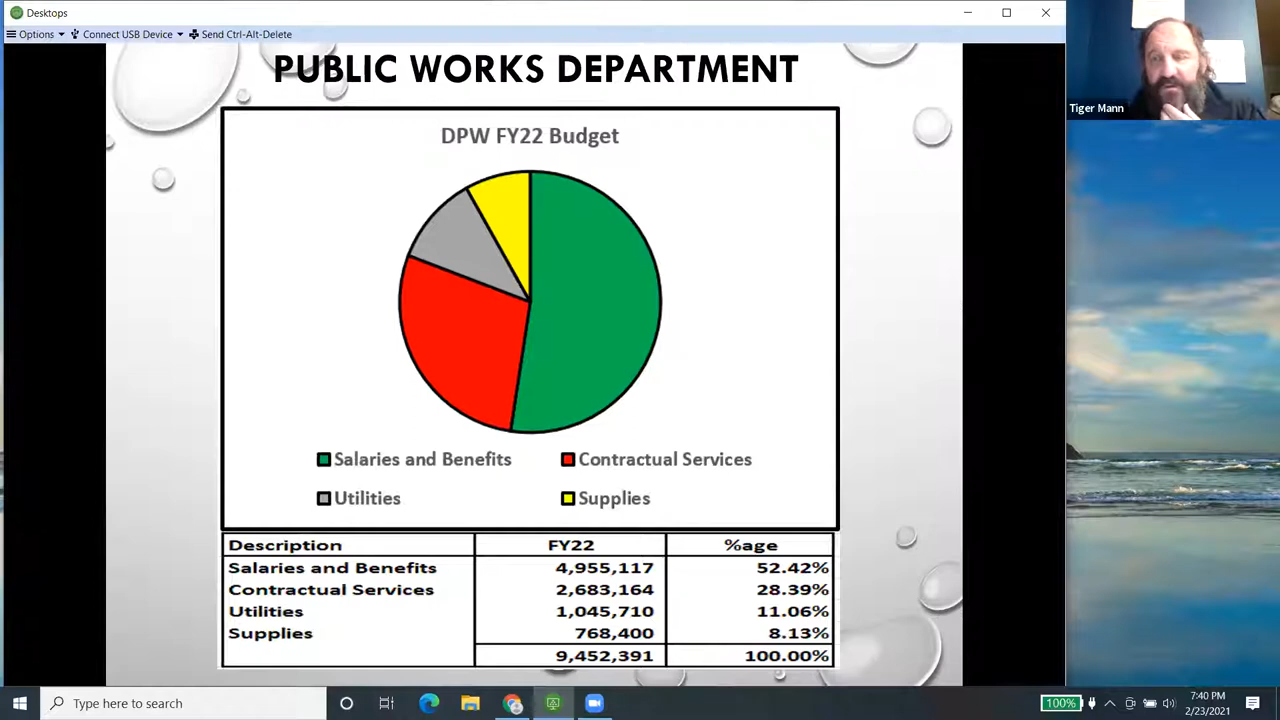 Desktops
Options Connect USB Device Send Ctrl-Alt-Delete
PUBLIC WORKS DEPARTMENT
Tiger Mann
DPW FY22 Budget
Salaries and Benefits Contractual Services
Utilities Supplies
Description FY22 %age
Salaries and Benefits 4,955,117 52.42%
Contractual Services 2,683,164 28.39%
Utilities 1,045,710 11.06%
Supplies 768,400 8.13%
9,452,391 100.00%
Type here to search
100%
7:40 PM
2/23/2021